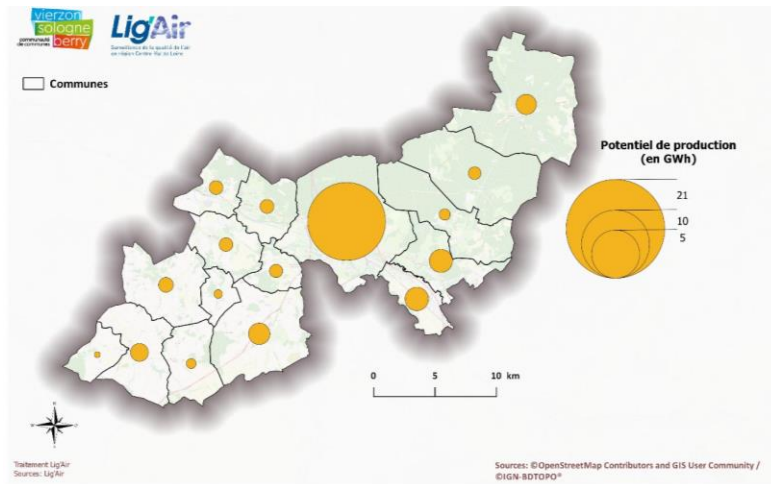 vierzon
sologne
berry
communauté
de communes
Lig'Air
Surveillance de la qualité de l'air
en région Centre-Val de Loire
Communes
Potentiel de production
(en GWh)
21
10
5
0 5 10 km
Traitement Lig'Air
Sources: Lig'Air
Sources: ©OpenStreetMap Contributors and GIS User Community /
©IGN-BDTOPO®